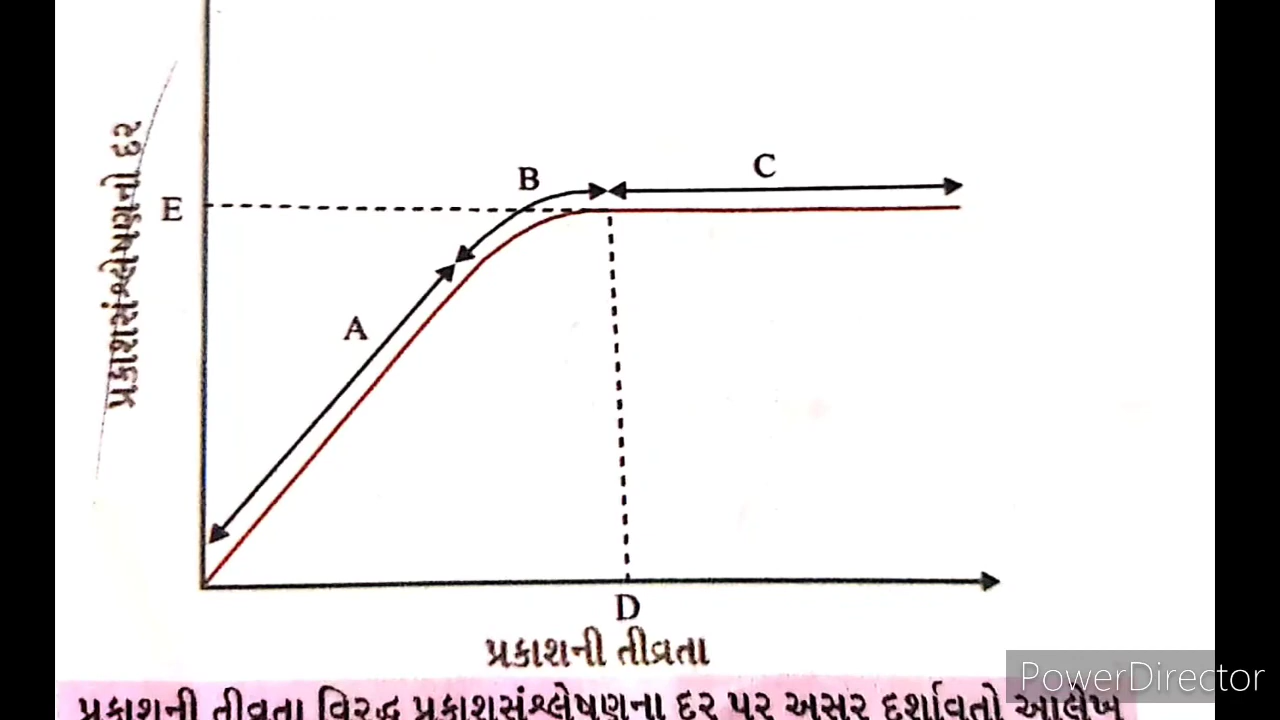 પ્રકાશસંશ્લેષણનો દર
B
C
E
A
D
પ્રકાશની તીવ્રતા
PowerDirector
પ્રકાશની તીવ્રતા વિરુદ્ધ પ્રકાશસંશ્લેષણના દર પર અસર દર્શાવતો આલેખ